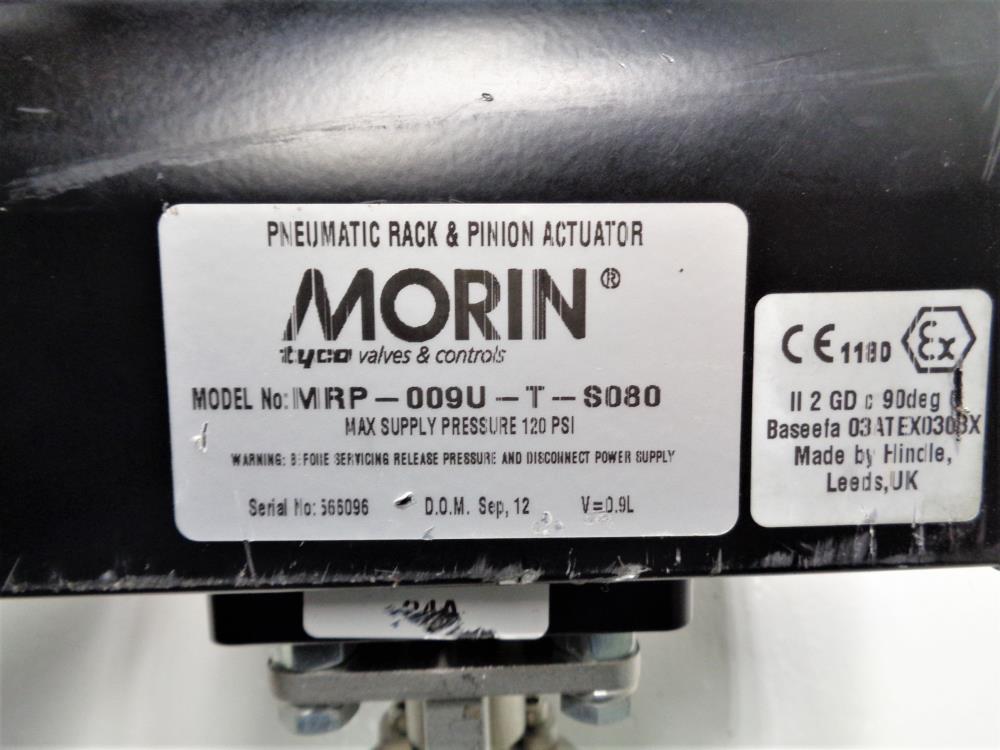 PNEUMATIC RACK & PINION ACTUATOR
MORIN®
tyco valves & controls
MODEL No: MRP-009U-T-S080
MAX SUPPLY PRESSURE 120 PSI
WARNING: BEFORE SERVICING RELEASE PRESSURE AND DISCONNECT POWER SUPPLY
Serial No: 566096 D.O.M. Sep, 12 V=0.9L
CE 1180 Ex
II 2 GD c 90deg
Baseefa 03ATEX0303X
Made by Hindle,
Leeds,UK